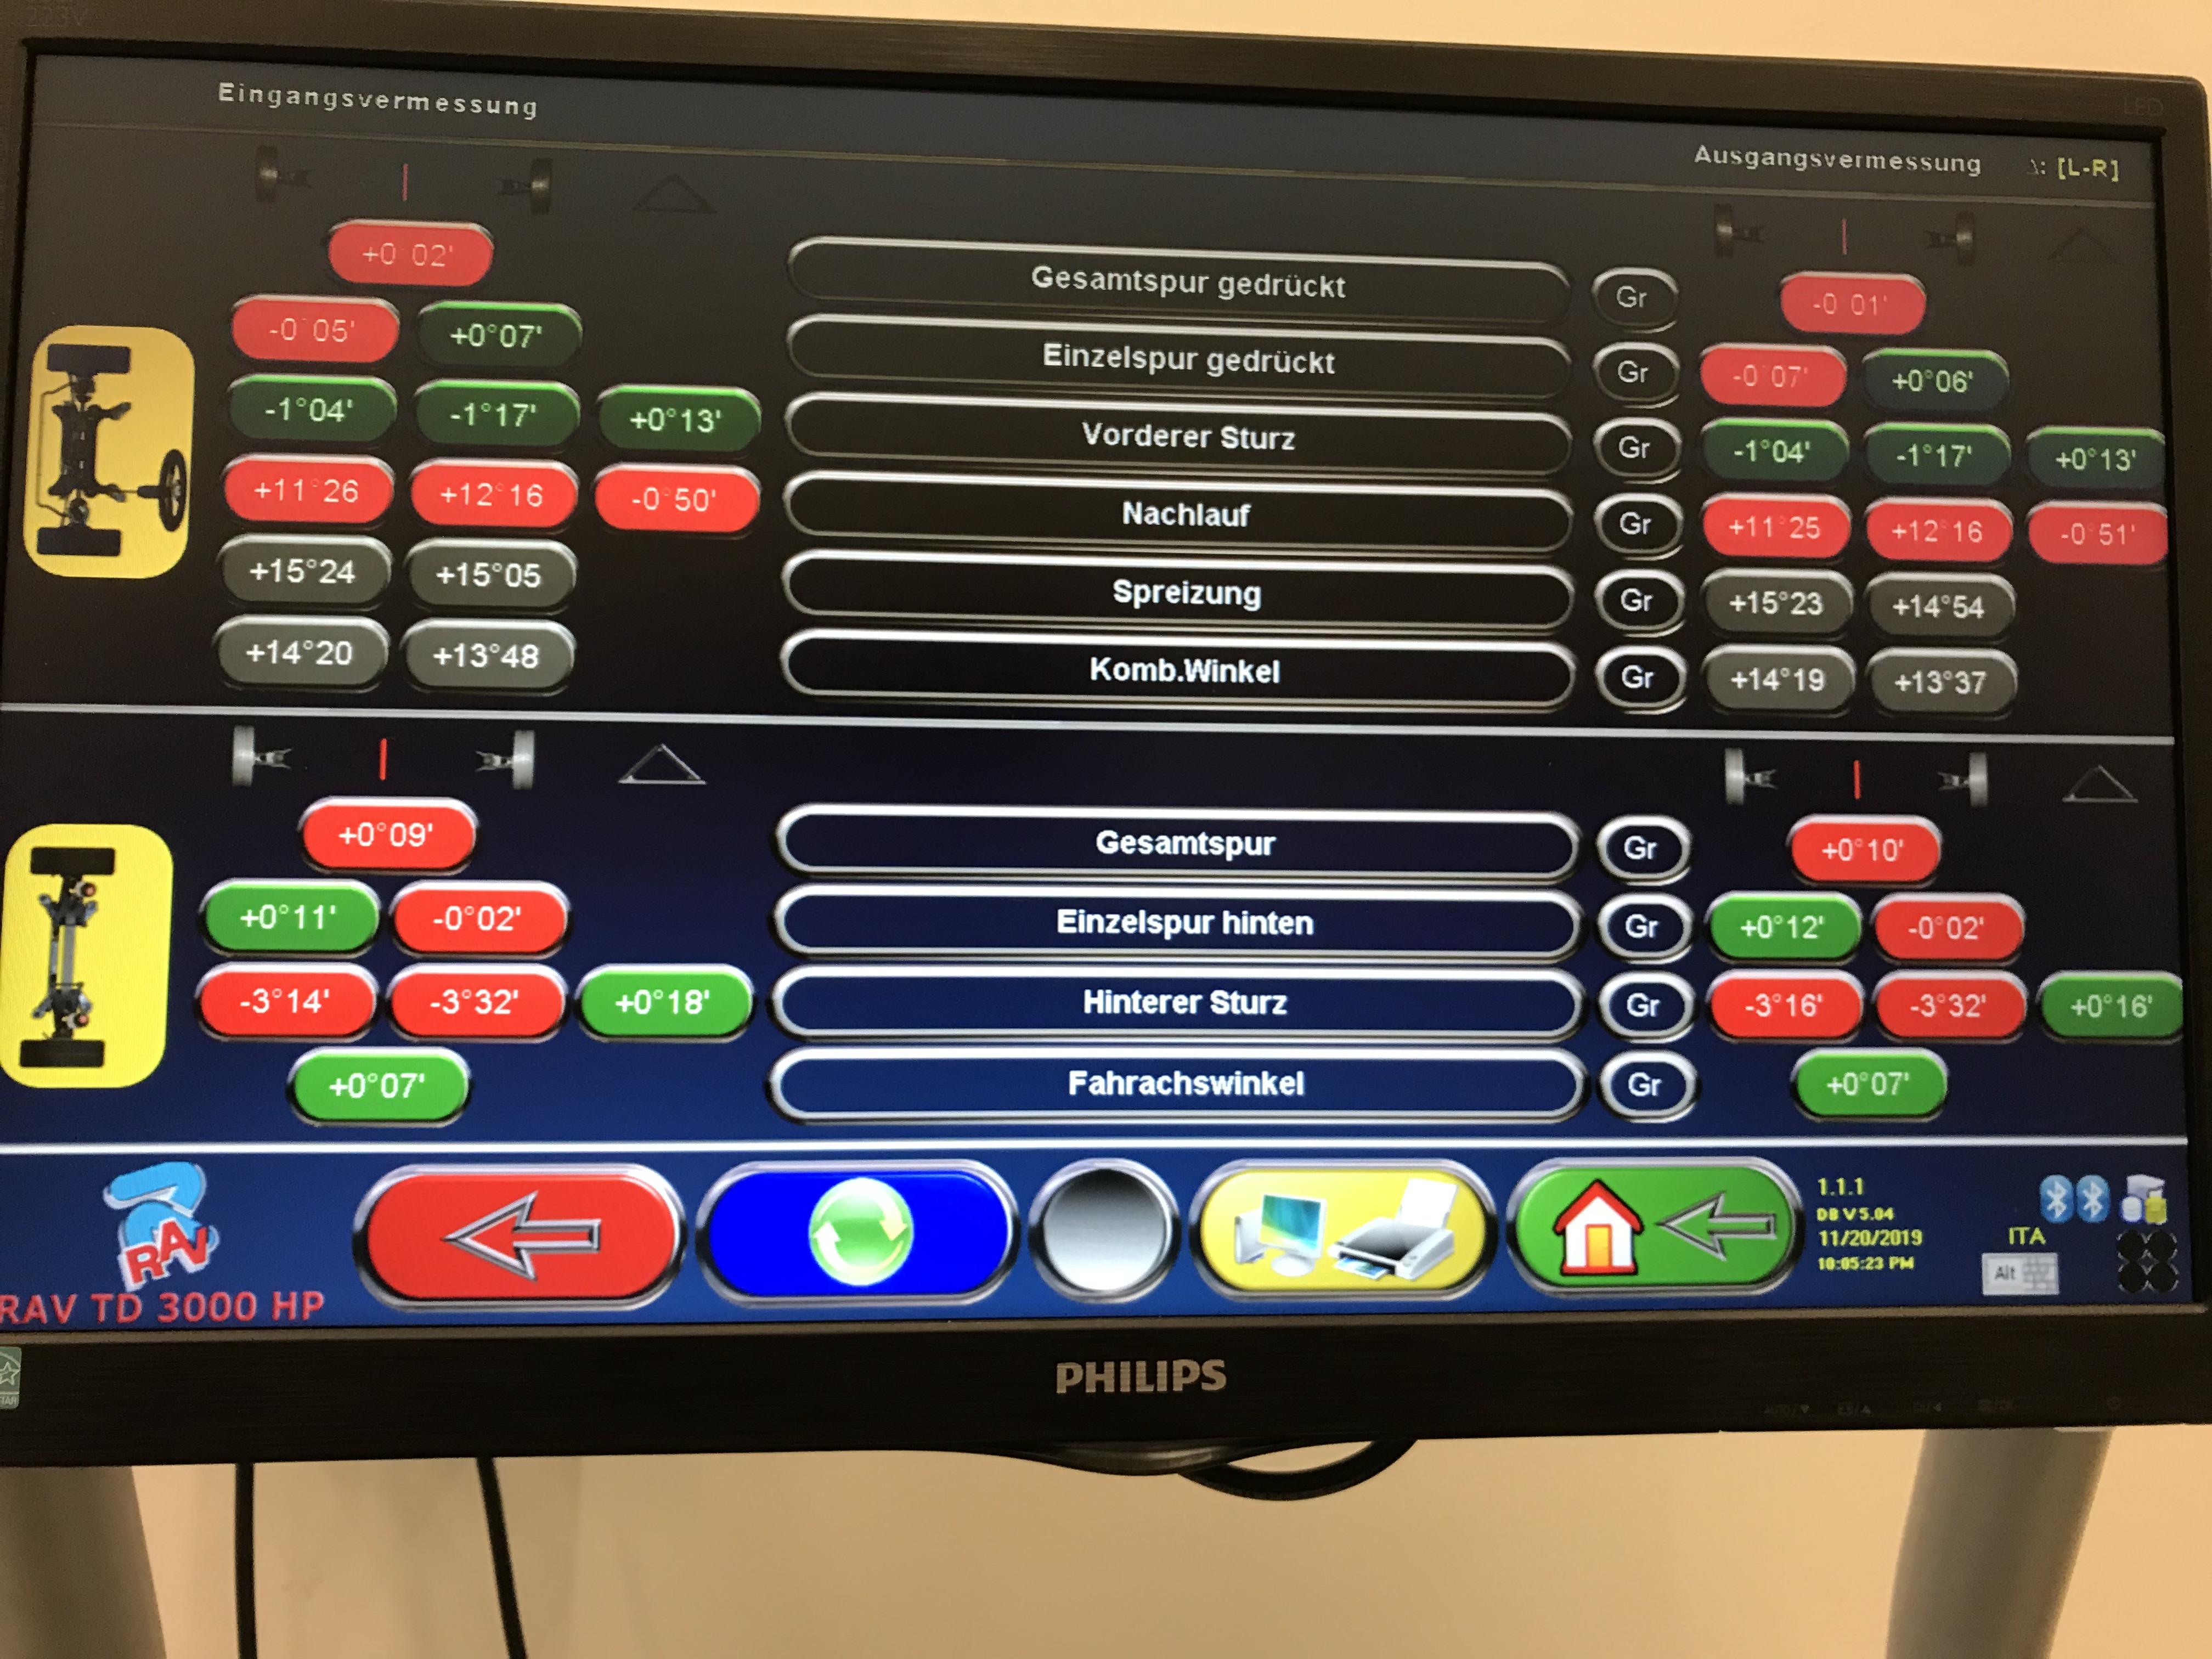 223V
LED
Eingangsvermessung
Ausgangsvermessung [L-R]
+0°02' Gesamtspur gedrückt Gr -0°01'
-0°05' +0°07' Einzelspur gedrückt Gr -0°07' +0°06'
-1°04' -1°17' +0°13' Vorderer Sturz Gr -1°04' -1°17' +0°13'
+11°26 +12°16 -0°50' Nachlauf Gr +11°25 +12°16 -0°51'
+15°24 +15°05 Spreizung Gr +15°23 +14°54
+14°20 +13°48 Komb.Winkel Gr +14°19 +13°37
+0°09' Gesamtspur Gr +0°10'
+0°11' -0°02' Einzelspur hinten Gr +0°12' -0°02'
-3°14' -3°32' +0°18' Hinterer Sturz Gr -3°16' -3°32' +0°16'
+0°07' Fahrachswinkel Gr +0°07'
RAV
RAV TD 3000 HP
1.1.1
DB V 5.04
11/20/2019
10:05:23 PM
ITA
Alt
PHILIPS